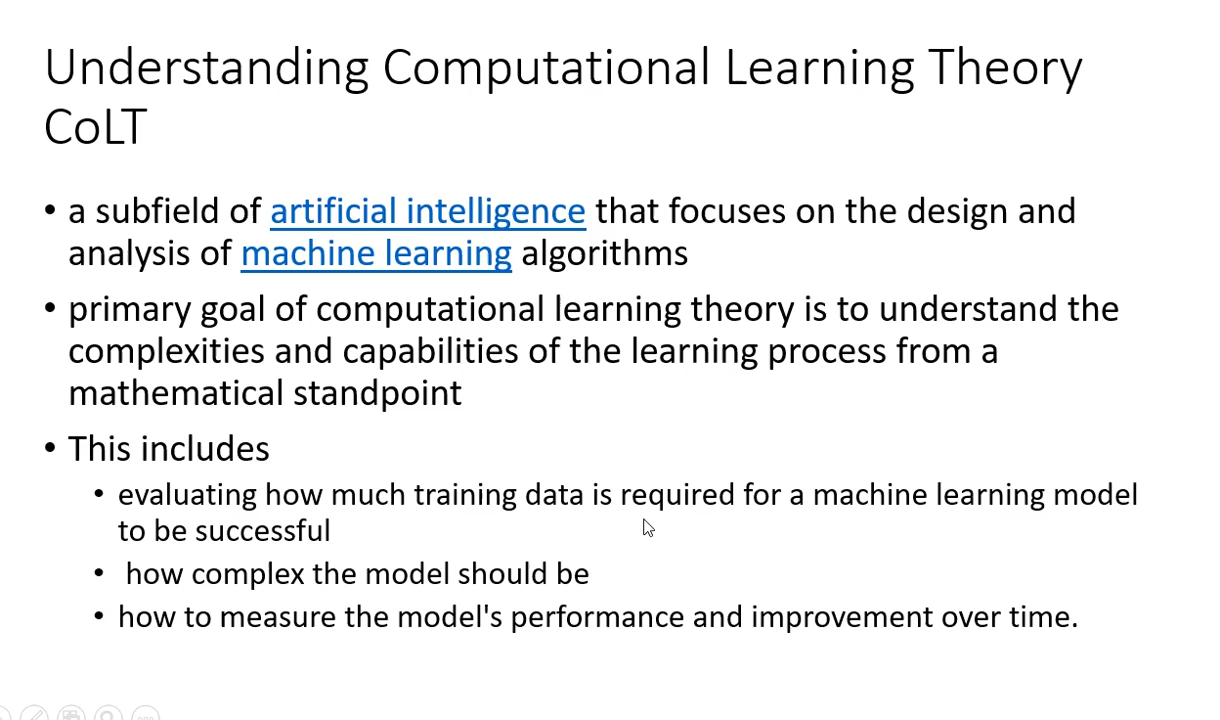 Understanding Computational Learning Theory
CoLT
• a subfield of artificial intelligence that focuses on the design and
analysis of machine learning algorithms
• primary goal of computational learning theory is to understand the
complexities and capabilities of the learning process from a
mathematical standpoint
• This includes
• evaluating how much training data is required for a machine learning model
to be successful
• how complex the model should be
• how to measure the model's performance and improvement over time.